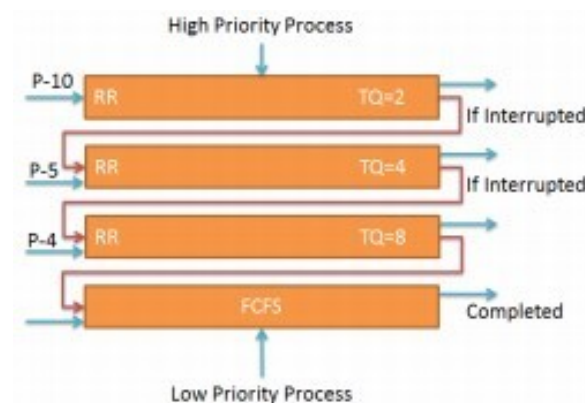 High Priority Process
P-10
RR TQ=2
If Interrupted
P-5
RR TQ=4
If Interrupted
P-4
RR TQ=8
FCFS
Completed
Low Priority Process